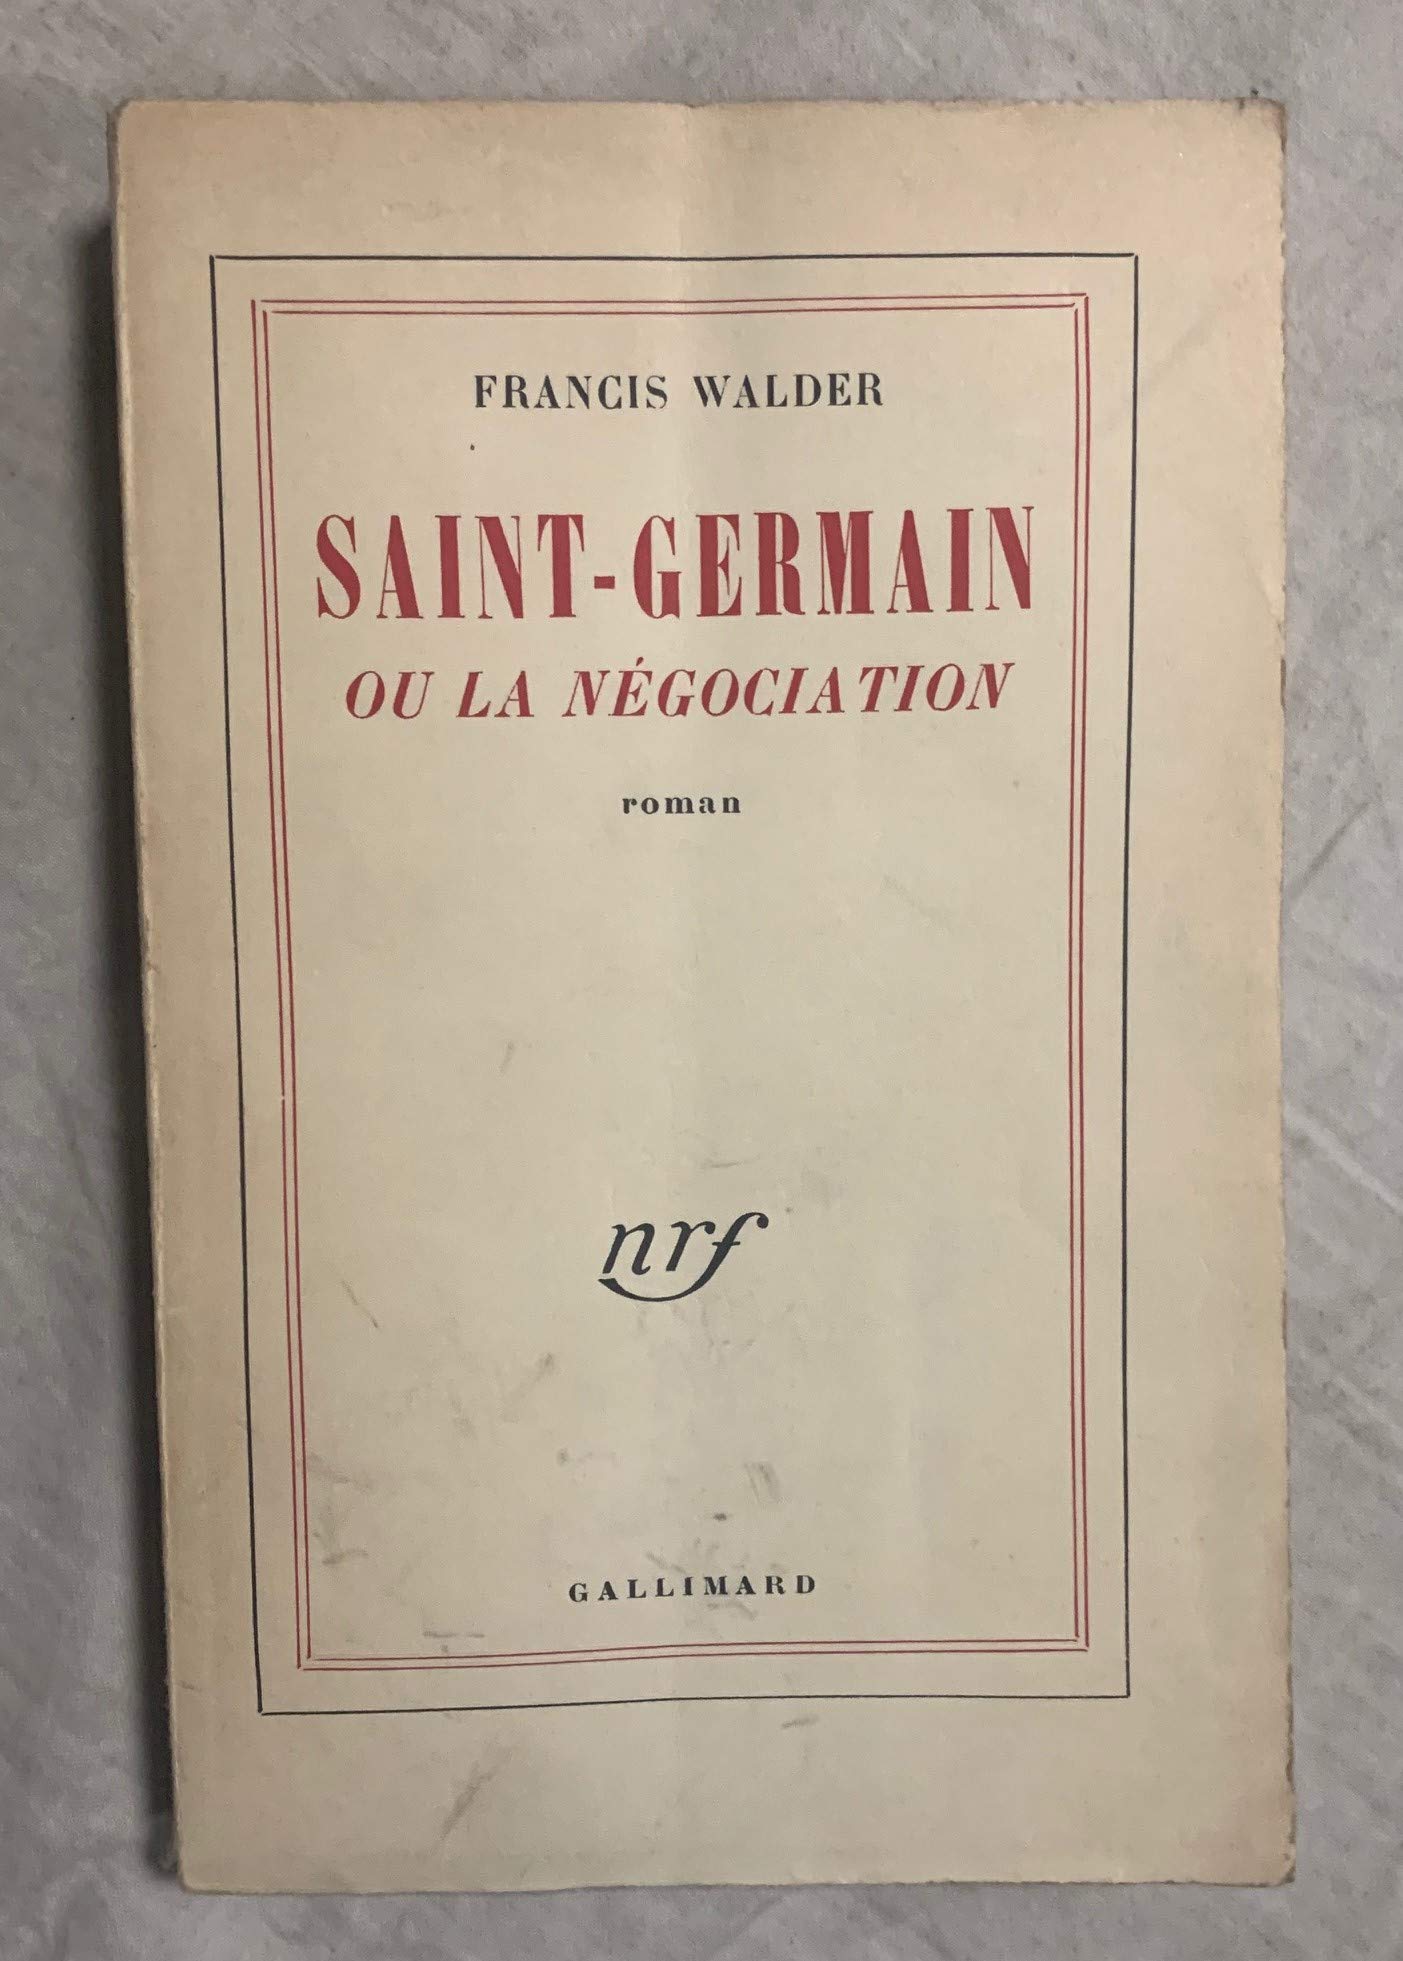 FRANCIS WALDER
SAINT-GERMAIN
OU LA NÉGOCIATION
roman
nrf
GALLIMARD